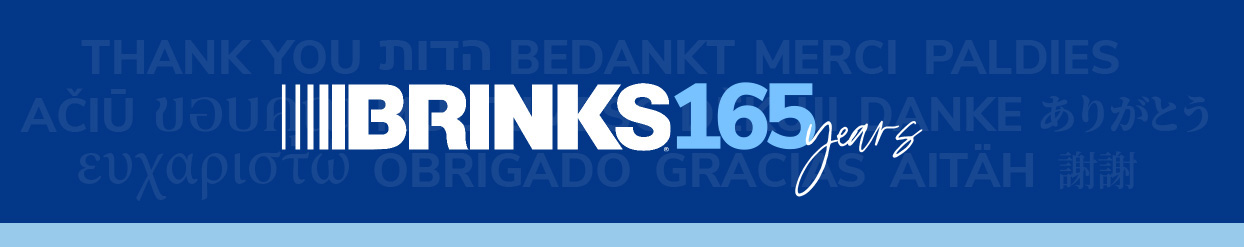 THANK YOU הדות BEDANKT MERCI PALDIES
BRINKS® 165 years
AČIŪ DANKE ありがとう
ευχαριστω OBRIGADO GRACIAS AITÄH 謝謝